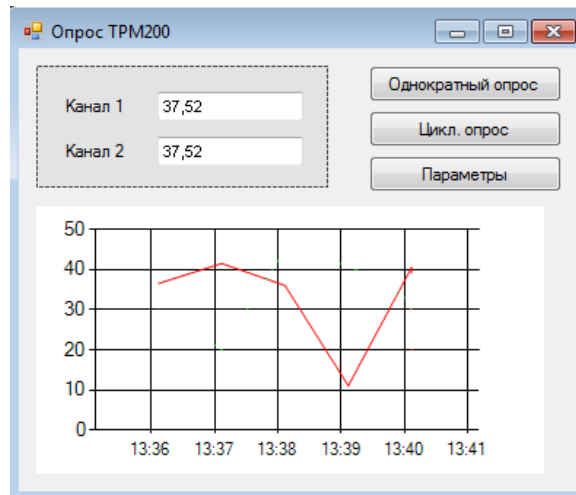 Опрос ТРМ200
Канал 1 37,52
Канал 2 37,52
Однократный опрос
Цикл. опрос
Параметры
50
40
30
20
10
0
13:36 13:37 13:38 13:39 13:40 13:41